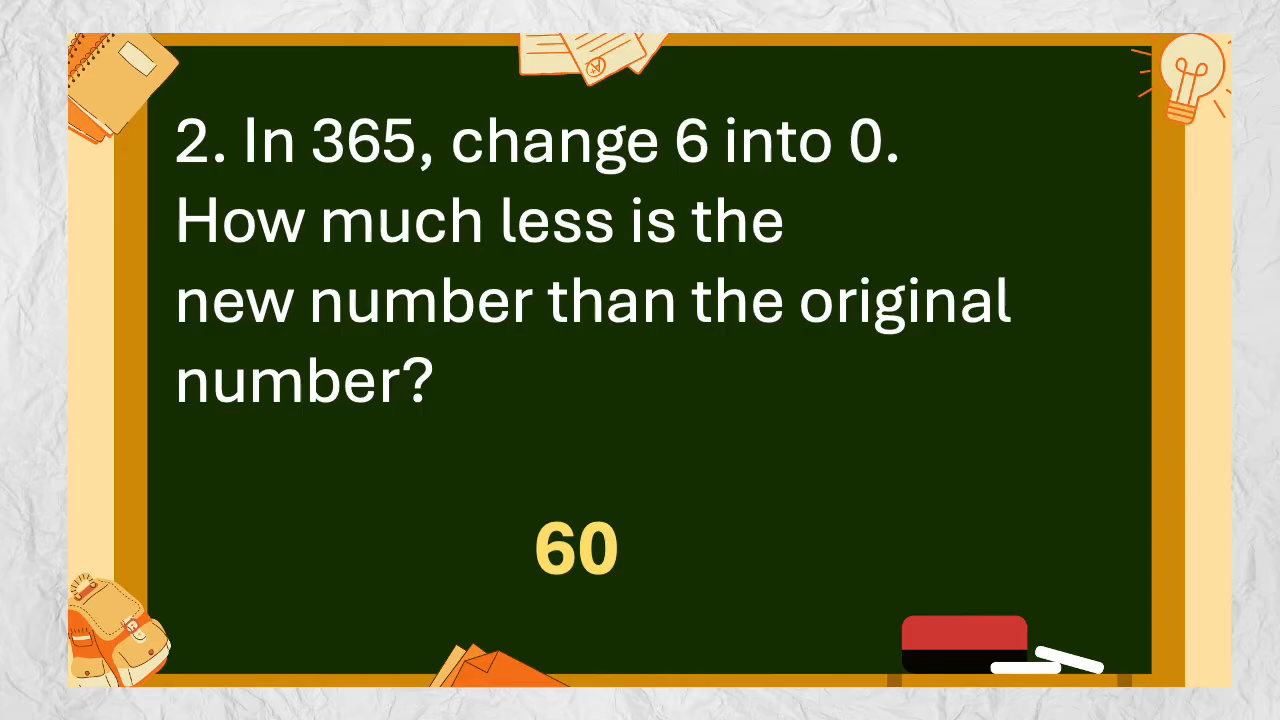 2. In 365, change 6 into 0.
How much less is the
new number than the original
number?
60